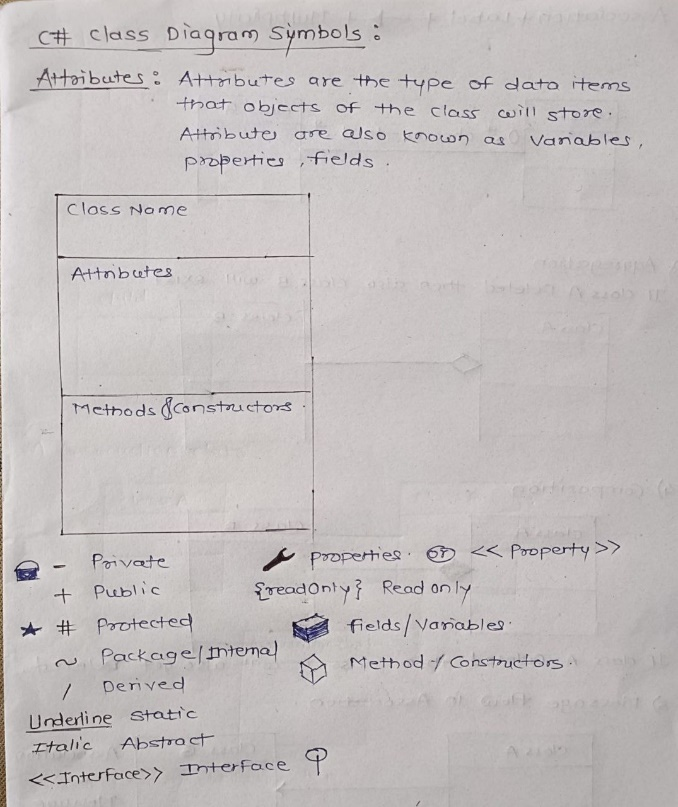 C# Class Diagram Symbols :
Attributes : Attributes are the type of data items
that objects of the class will store.
Attributes are also known as variables,
properties, fields.
Class Name
Attributes
Methods & Constructors.
- Private
+ Public
# Protected
~ Package/Internal
/ Derived
Underline Static
Italic Abstract
<<Interface>> Interface
properties. or << Property >>
{readOnly} Read only
fields/Variables.
Method / Constructors.